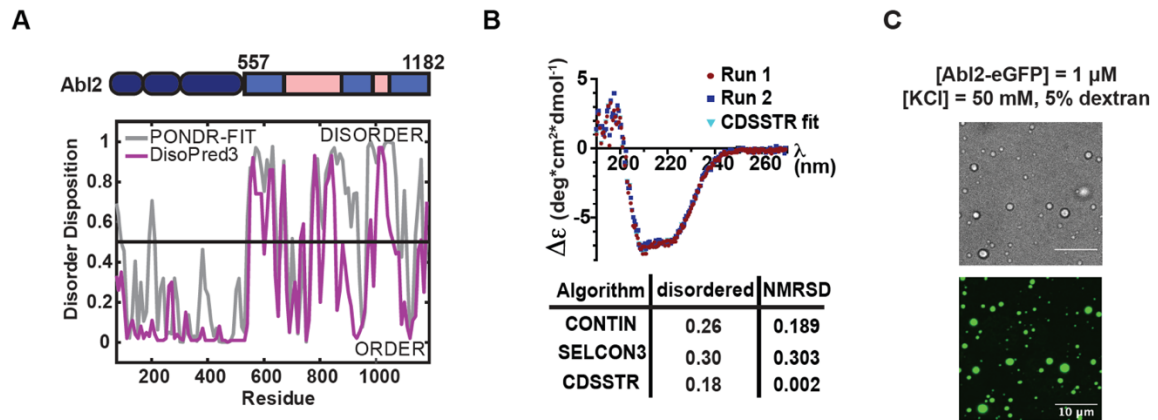 A
557 1182
Abl2
PONDR-FIT DISORDER
DisoPred3
1
0.8
0.6
0.4
0.2
0
ORDER
Disorder Disposition
200 400 600 800 1000
Residue
B
5
0
-5
Run 1
Run 2
CDSSTR fit
200 220 240 260 λ
(nm)
Δε (deg*cm²*dmol⁻¹)
Algorithm disordered NMRSD
CONTIN 0.26 0.189
SELCON3 0.30 0.303
CDSSTR 0.18 0.002
C
[Abl2-eGFP] = 1 µM
[KCl] = 50 mM, 5% dextran
10 µm